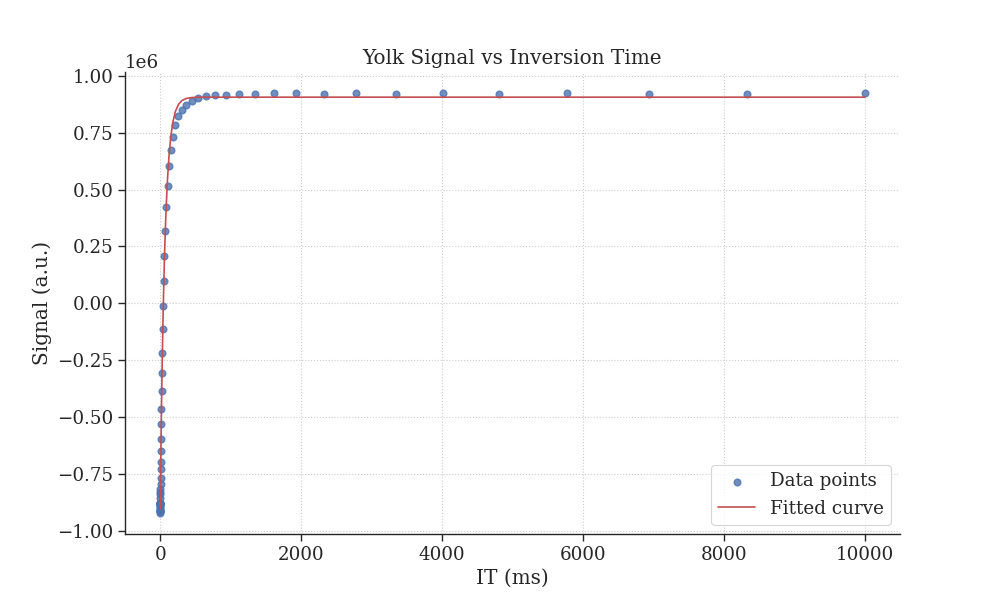 Yolk Signal vs Inversion Time
1e6
1.00
0.75
0.50
0.25
0.00
−0.25
−0.50
−0.75
−1.00
Signal (a.u.)
Data points
Fitted curve
0 2000 4000 6000 8000 10000
IT (ms)